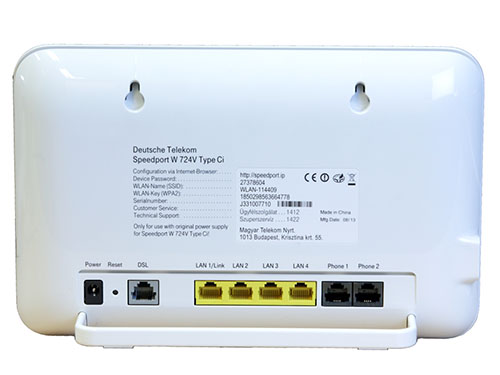 Deutsche Telekom
Speedport W 724V Type Ci
Configuration via Internet-Browser: http://speedport.ip
Device Password: 27378604
WLAN-Name (SSID): WLAN-114409
WLAN-Key (WPA2): 1850298563664778
Serialnumber: J331007710
Customer Service: Ügyfélszolgálat 1412
Technical Support: Szuperszerviz 1422
Made in China
Mfg.Date: 08/13
Only for use with original power supply
for Speedport W 724V Type Ci!
Magyar Telekom Nyrt.
1013 Budapest, Krisztina krt. 55.
Power Reset DSL LAN 1/Link LAN 2 LAN 3 LAN 4 Phone 1 Phone 2